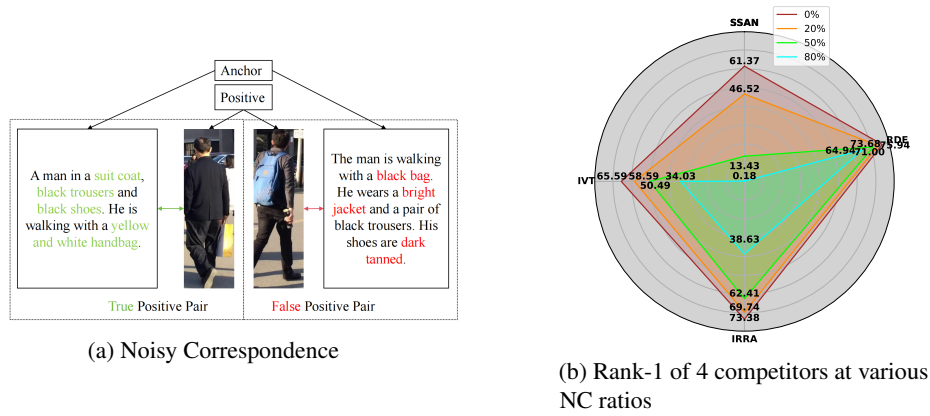 Anchor
Positive
A man in a suit coat,
black trousers and
black shoes. He is
walking with a yellow
and white handbag.
The man is walking
with a black bag.
He wears a bright
jacket and a pair of
black trousers. His
shoes are dark
tanned.
True Positive Pair
False Positive Pair
(a) Noisy Correspondence
0%
20%
50%
80%
SSAN
61.37
46.52
RDE
73.68
75.94
64.94
71.00
13.43
0.18
IVT
65.59
58.59
34.03
50.49
38.63
62.41
69.74
73.38
IRRA
(b) Rank-1 of 4 competitors at various
NC ratios